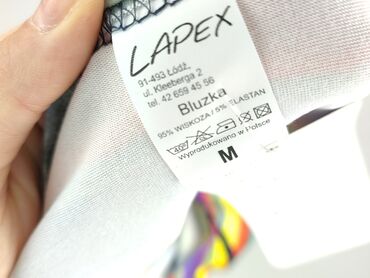 LAPEX
91-493 Łódź,
ul. Kleeberga 2
tel. 42 659 45 56
Bluzka
95% WISKOZA / 5% ELASTAN
40°
Wyprodukowano w Polsce
M